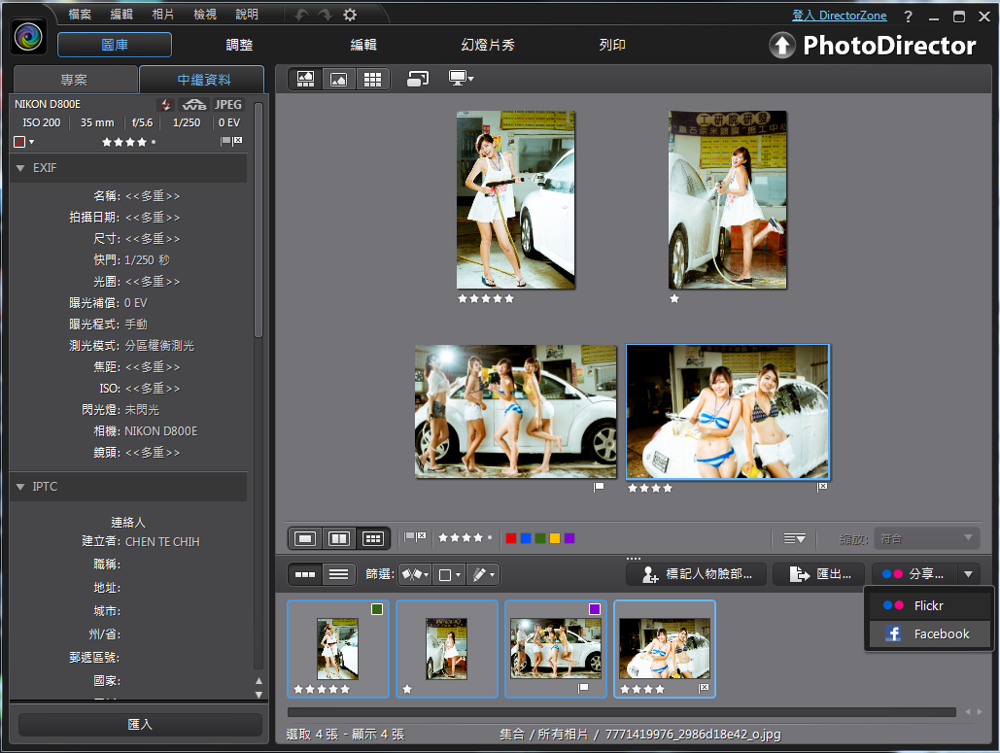 檔案 編輯 相片 檢視 說明
登入 DirectorZone ?
圖庫 調整 編輯 幻燈片秀 列印
PhotoDirector
專案 中繼資料
NIKON D800E JPEG
ISO 200 35 mm f/5.6 1/250 0 EV
EXIF
名稱: <<多重>>
拍攝日期: <<多重>>
尺寸: <<多重>>
快門: 1/250 秒
光圈: <<多重>>
曝光補償: 0 EV
曝光程式: 手動
測光模式: 分區權衡測光
焦距: <<多重>>
ISO: <<多重>>
閃光燈: 未閃光
相機: NIKON D800E
鏡頭: <<多重>>
IPTC
連絡人
建立者: CHEN TE CHIH
職稱:
地址:
城市:
州/省:
郵遞區號:
國家:
匯入
工研院研發
縮放: 符合
篩選:
標記人物臉部...
匯出...
分享...
Flickr
Facebook
選取 4 張 - 顯示 4 張
集合 / 所有相片 / 7771419976_2986d18e42_o.jpg